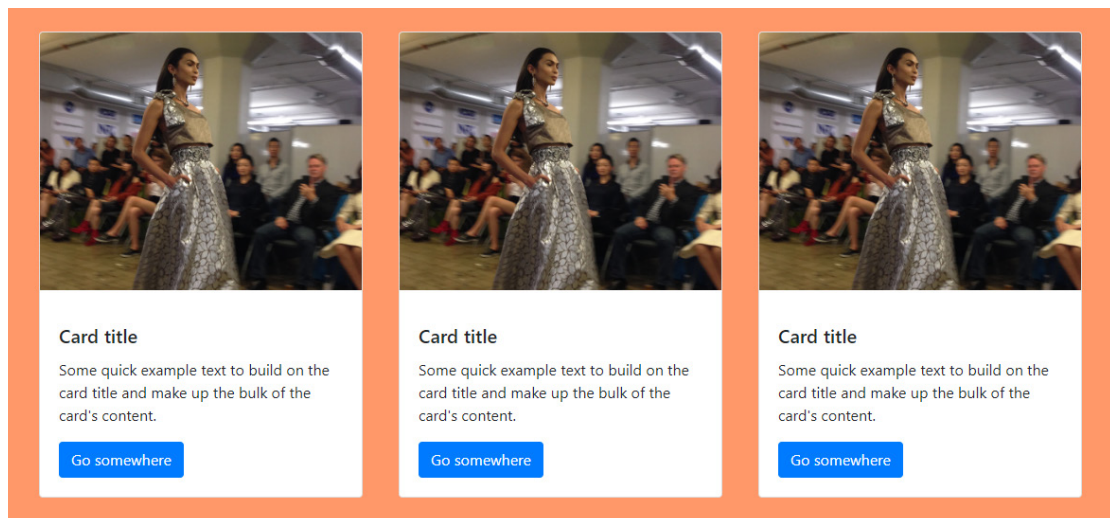 Card title
Some quick example text to build on the
card title and make up the bulk of the
card's content.
Go somewhere
Card title
Some quick example text to build on the
card title and make up the bulk of the
card's content.
Go somewhere
Card title
Some quick example text to build on the
card title and make up the bulk of the
card's content.
Go somewhere